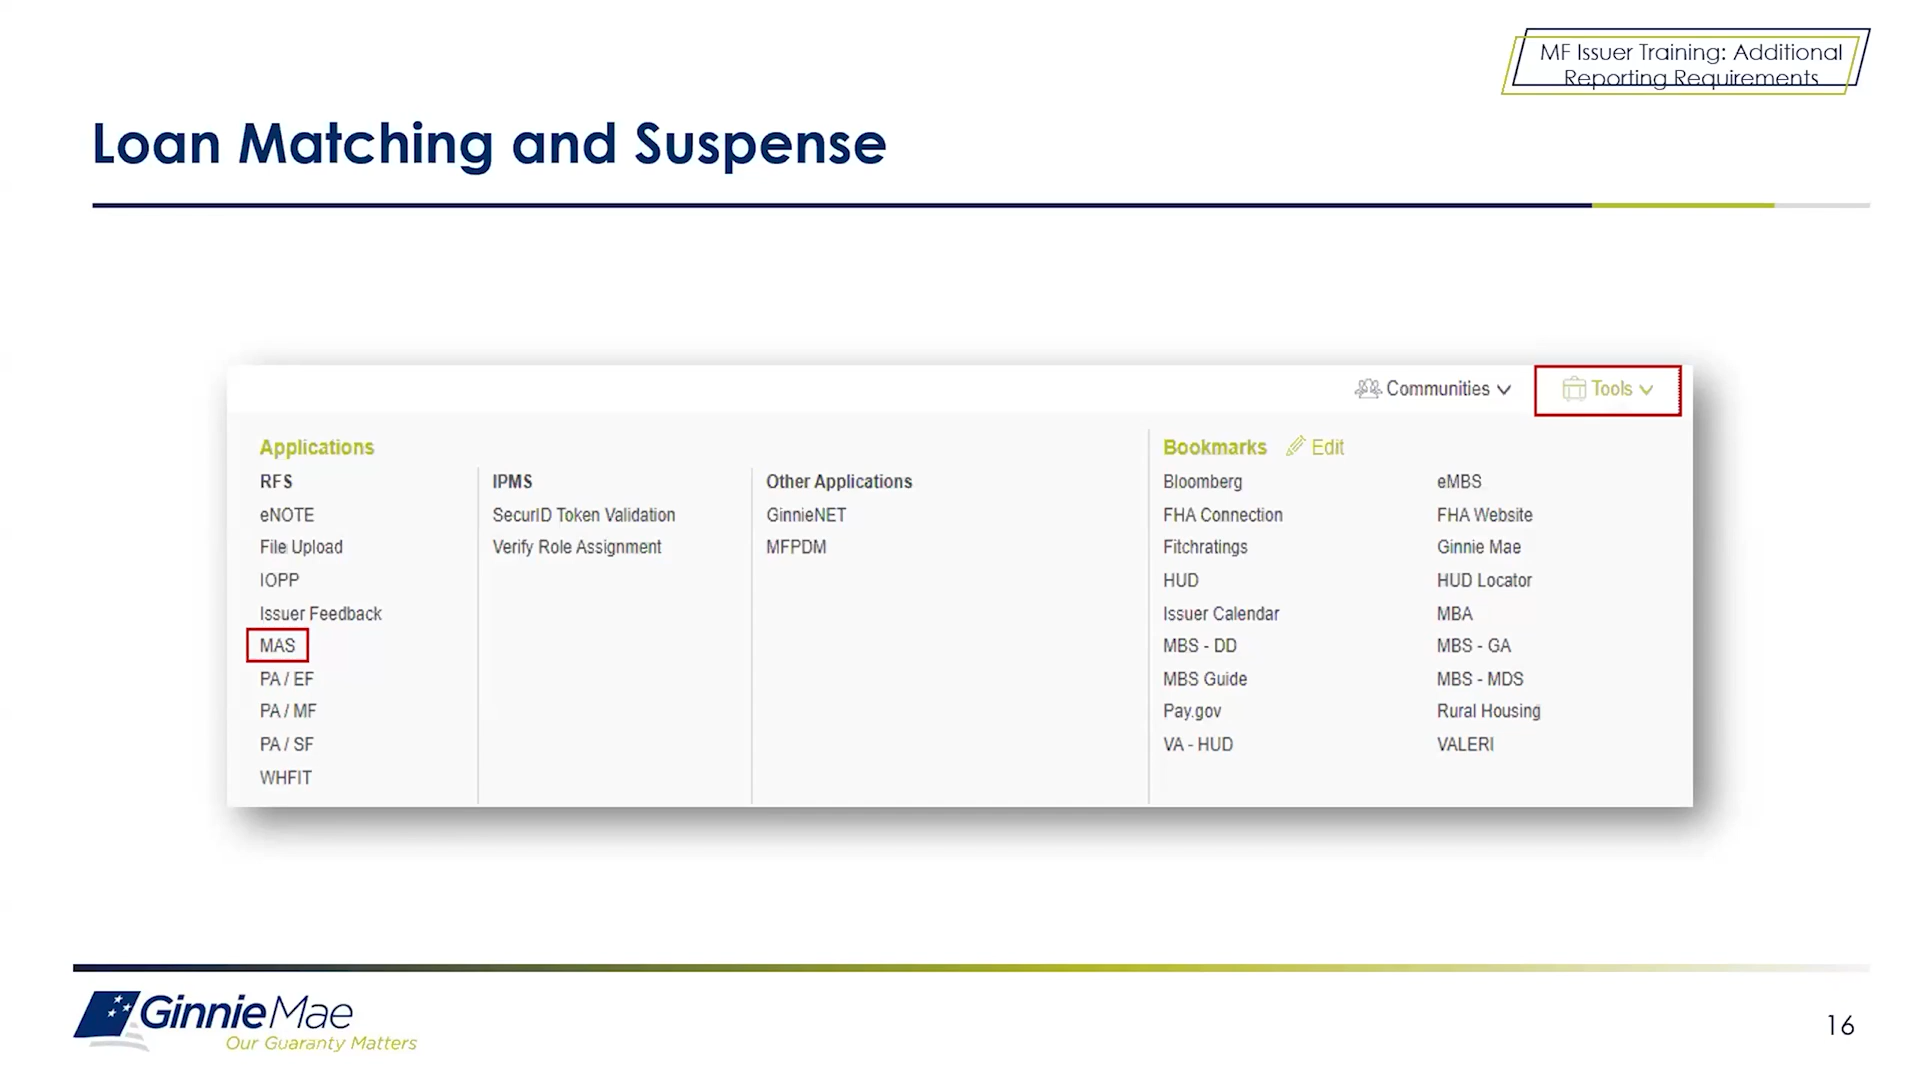 MF Issuer Training: Additional
Reporting Requirements
Loan Matching and Suspense
Communities
Tools
Applications
RFS
eNOTE
File Upload
IOPP
Issuer Feedback
MAS
PA / EF
PA / MF
PA / SF
WHFIT
IPMS
SecurID Token Validation
Verify Role Assignment
Other Applications
GinnieNET
MFPDM
Bookmarks Edit
Bloomberg
FHA Connection
Fitchratings
HUD
Issuer Calendar
MBS - DD
MBS Guide
Pay.gov
VA - HUD
eMBS
FHA Website
Ginnie Mae
HUD Locator
MBA
MBS - GA
MBS - MDS
Rural Housing
VALERI
GinnieMae
Our Guaranty Matters
16